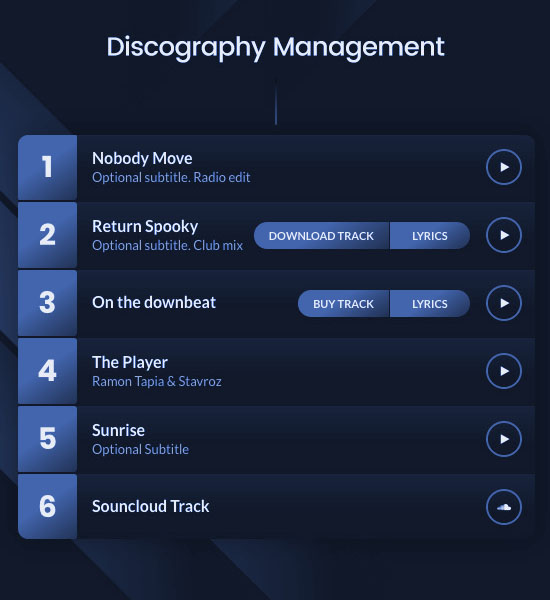 Discography Management
1
Nobody Move
Optional subtitle. Radio edit
2
Return Spooky
Optional subtitle. Club mix
DOWNLOAD TRACK
LYRICS
3
On the downbeat
BUY TRACK
LYRICS
4
The Player
Ramon Tapia & Stavroz
5
Sunrise
Optional Subtitle
6
Souncloud Track